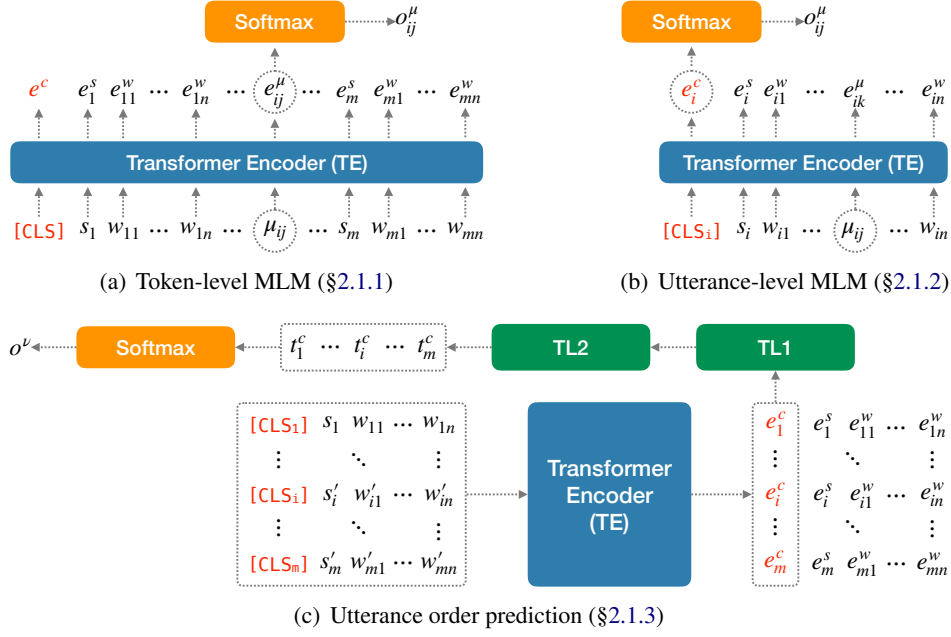 Softmax o^μ_ij
e^c e^s_1 e^w_11 ⋯ e^w_1n ⋯ e^μ_ij ⋯ e^s_m e^w_m1 ⋯ e^w_mn
Transformer Encoder (TE)
[CLS] s_1 w_11 ⋯ w_1n ⋯ μ_ij ⋯ s_m w_m1 ⋯ w_mn
(a) Token-level MLM (§2.1.1)
Softmax o^μ_ij
e^c_i e^s_i e^w_i1 ⋯ e^μ_ik ⋯ e^w_in
Transformer Encoder (TE)
[CLS_i] s_i w_i1 ⋯ μ_ij ⋯ w_in
(b) Utterance-level MLM (§2.1.2)
o^ν Softmax t^c_1 ⋯ t^c_i ⋯ t^c_m TL2 TL1
[CLS_1] s_1 w_11 ⋯ w_1n
⋮ ⋱ ⋮
[CLS_i] s′_i w′_i1 ⋯ w′_in
⋮ ⋱ ⋮
[CLS_m] s′_m w′_m1 ⋯ w′_mn
Transformer
Encoder
(TE)
e^c_1 e^s_1 e^w_11 ⋯ e^w_1n
⋮ ⋮ ⋱ ⋮
e^c_i e^s_i e^w_i1 ⋯ e^w_in
⋮ ⋮ ⋱ ⋮
e^c_m e^s_m e^w_m1 ⋯ e^w_mn
(c) Utterance order prediction (§2.1.3)